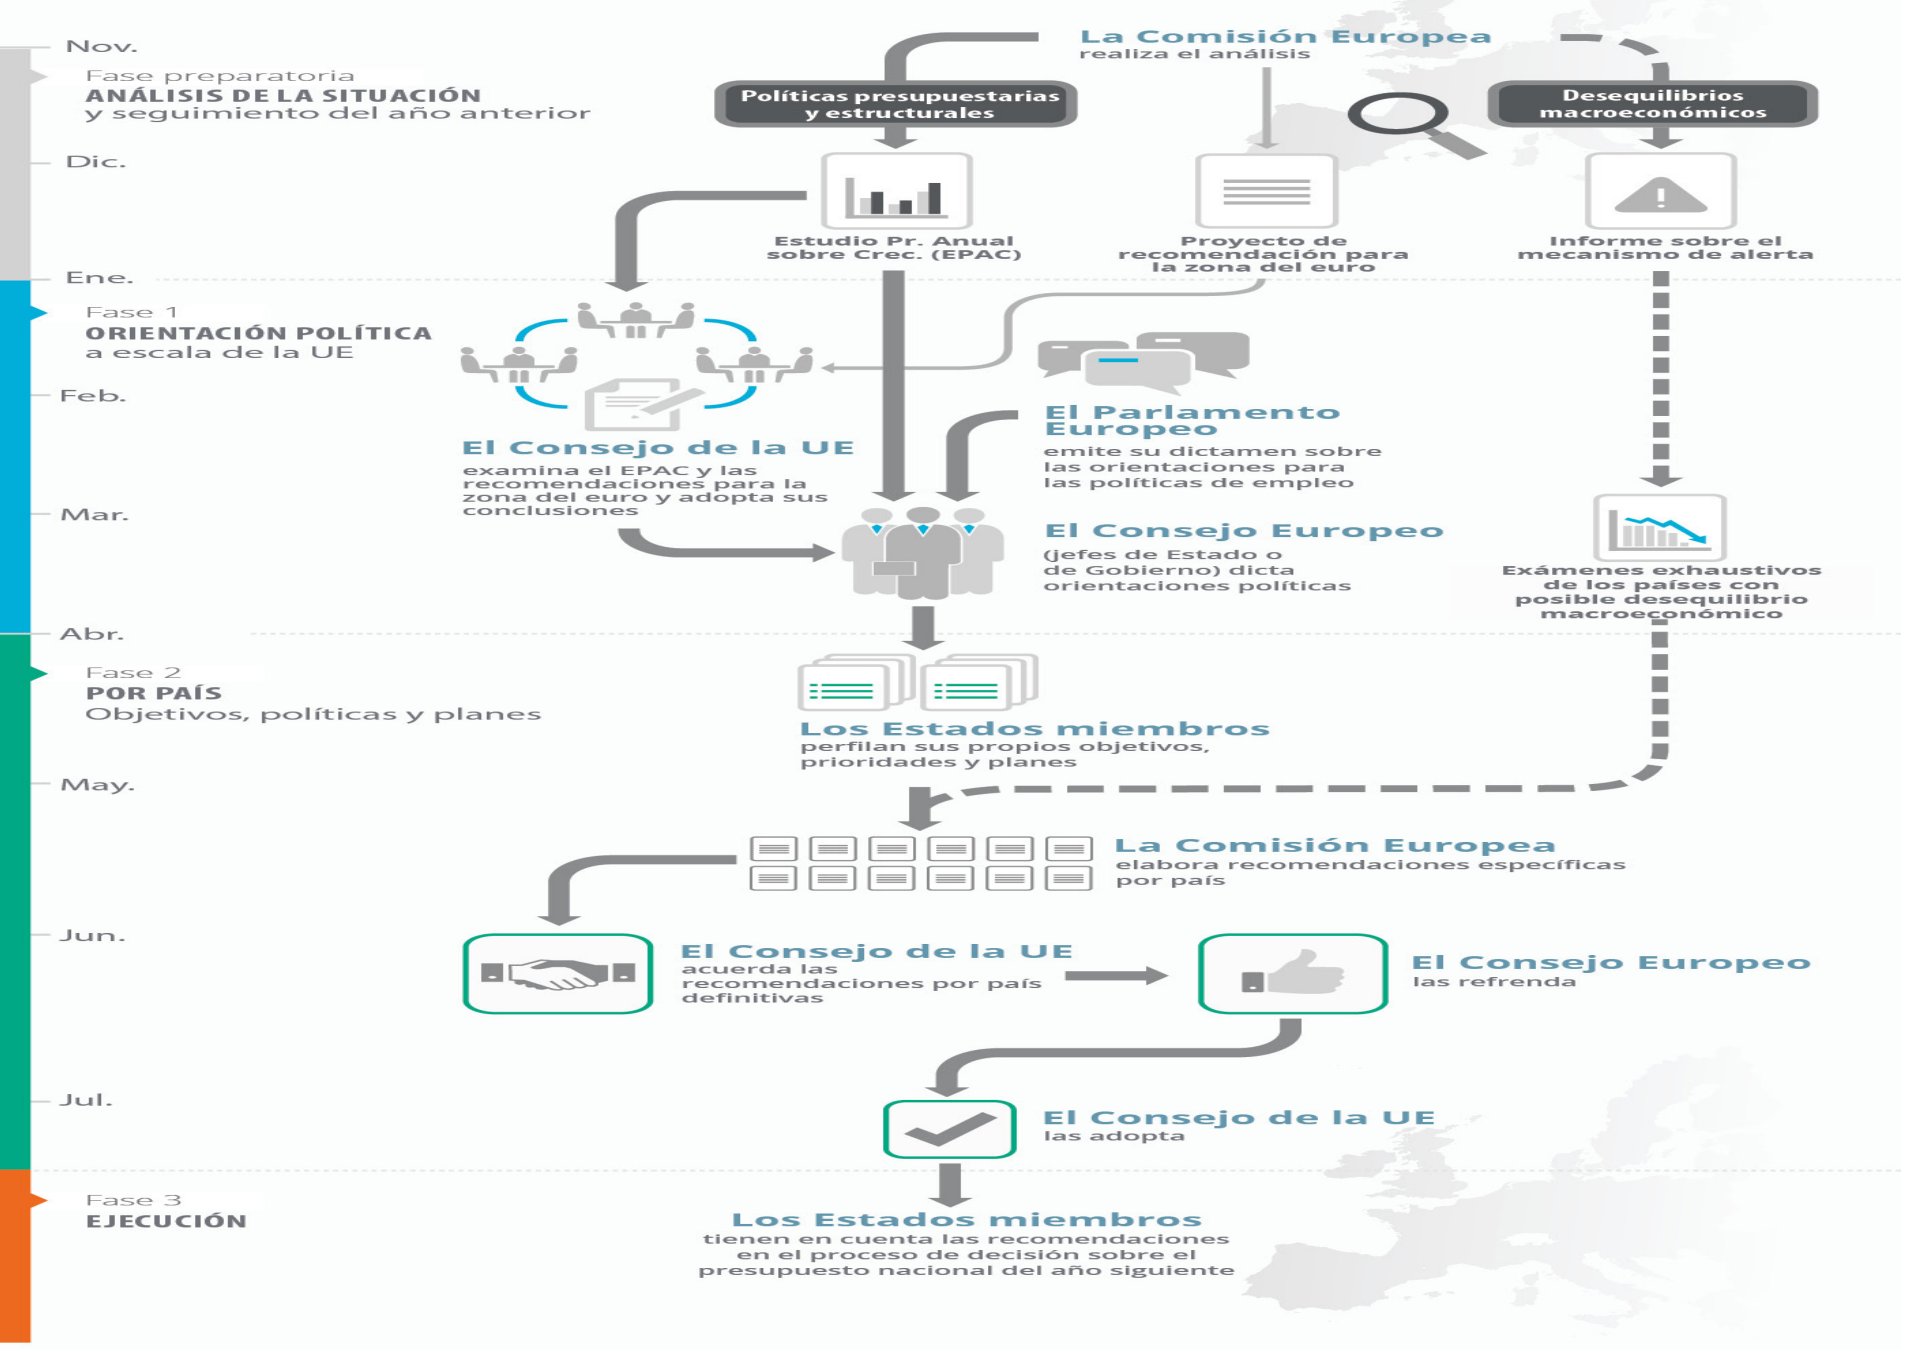 Nov.
Fase preparatoria
ANÁLISIS DE LA SITUACIÓN
y seguimiento del año anterior
La Comisión Europea
realiza el análisis
Políticas presupuestarias
y estructurales
Desequilibrios
macroeconómicos
Dic.
Estudio Pr. Anual
sobre Crec. (EPAC)
Proyecto de
recomendación para
la zona del euro
Informe sobre el
mecanismo de alerta
Ene.
Fase 1
ORIENTACIÓN POLÍTICA
a escala de la UE
Feb.
El Consejo de la UE
examina el EPAC y las
recomendaciones para la
zona del euro y adopta sus
conclusiones
El Parlamento
Europeo
emite su dictamen sobre
las orientaciones para
las políticas de empleo
Mar.
El Consejo Europeo
(jefes de Estado o
de Gobierno) dicta
orientaciones políticas
Exámenes exhaustivos
de los países con
posible desequilibrio
macroeconómico
Abr.
Fase 2
POR PAÍS
Objetivos, políticas y planes
Los Estados miembros
perfilan sus propios objetivos,
prioridades y planes
May.
La Comisión Europea
elabora recomendaciones específicas
por país
Jun.
El Consejo de la UE
acuerda las
recomendaciones por país
definitivas
El Consejo Europeo
las refrenda
Jul.
El Consejo de la UE
las adopta
Fase 3
EJECUCIÓN
Los Estados miembros
tienen en cuenta las recomendaciones
en el proceso de decisión sobre el
presupuesto nacional del año siguiente